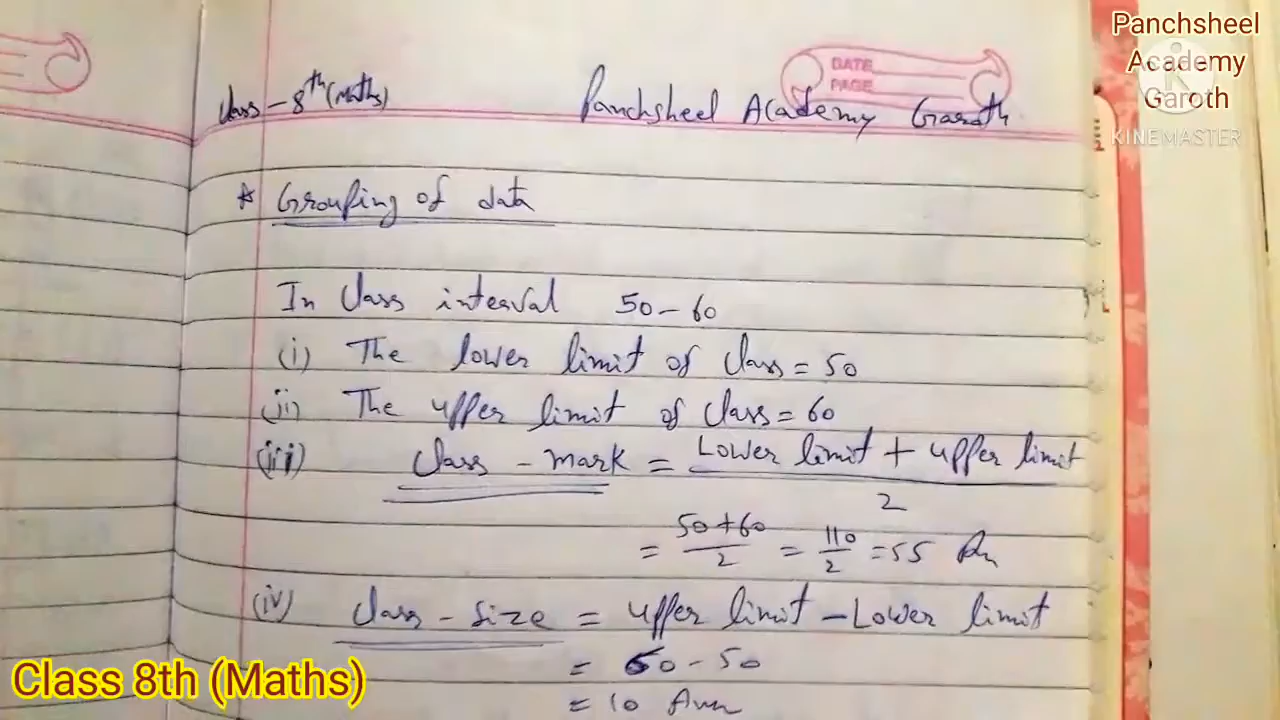 Panchsheel
Academy
Garoth
KINEMASTER
DATE
PAGE
Class - 8th (Maths)
Panchsheel Academy Garoth
* Grouping of data
In Class interval 50-60
(i) The lower limit of class = 50
(ii) The upper limit of class = 60
(iii) Class - mark = Lower limit + upper limit
2
= 50+60/2 = 110/2 = 55 An
(iv) Class - Size = upper limit - Lower limit
= 60 - 50
= 10 Ans
Class 8th (Maths)